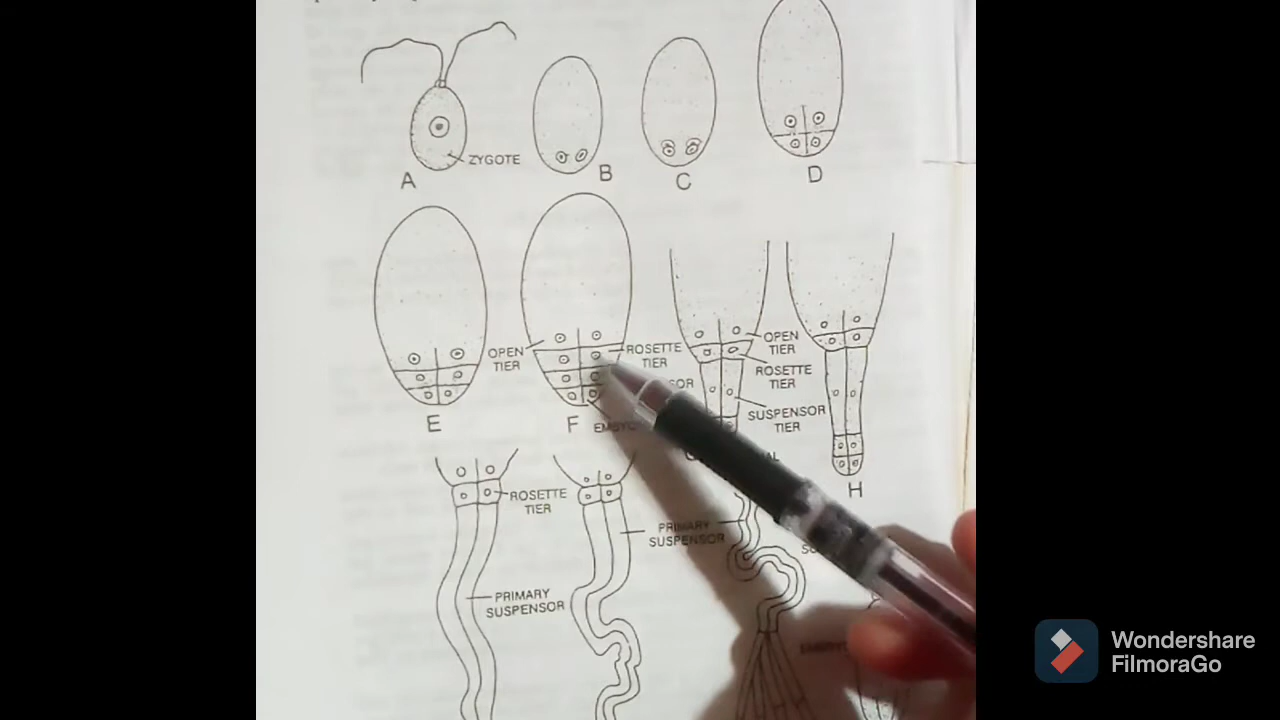 ZYGOTE
A
B
C
D
OPEN
TIER
ROSETTE
TIER
OPEN
TIER
ROSETTE
TIER
SUSPENSOR
TIER
E
F
H
ROSETTE
TIER
PRIMARY
SUSPENSOR
PRIMARY
SUSPENSOR
Wondershare
FilmoraGo